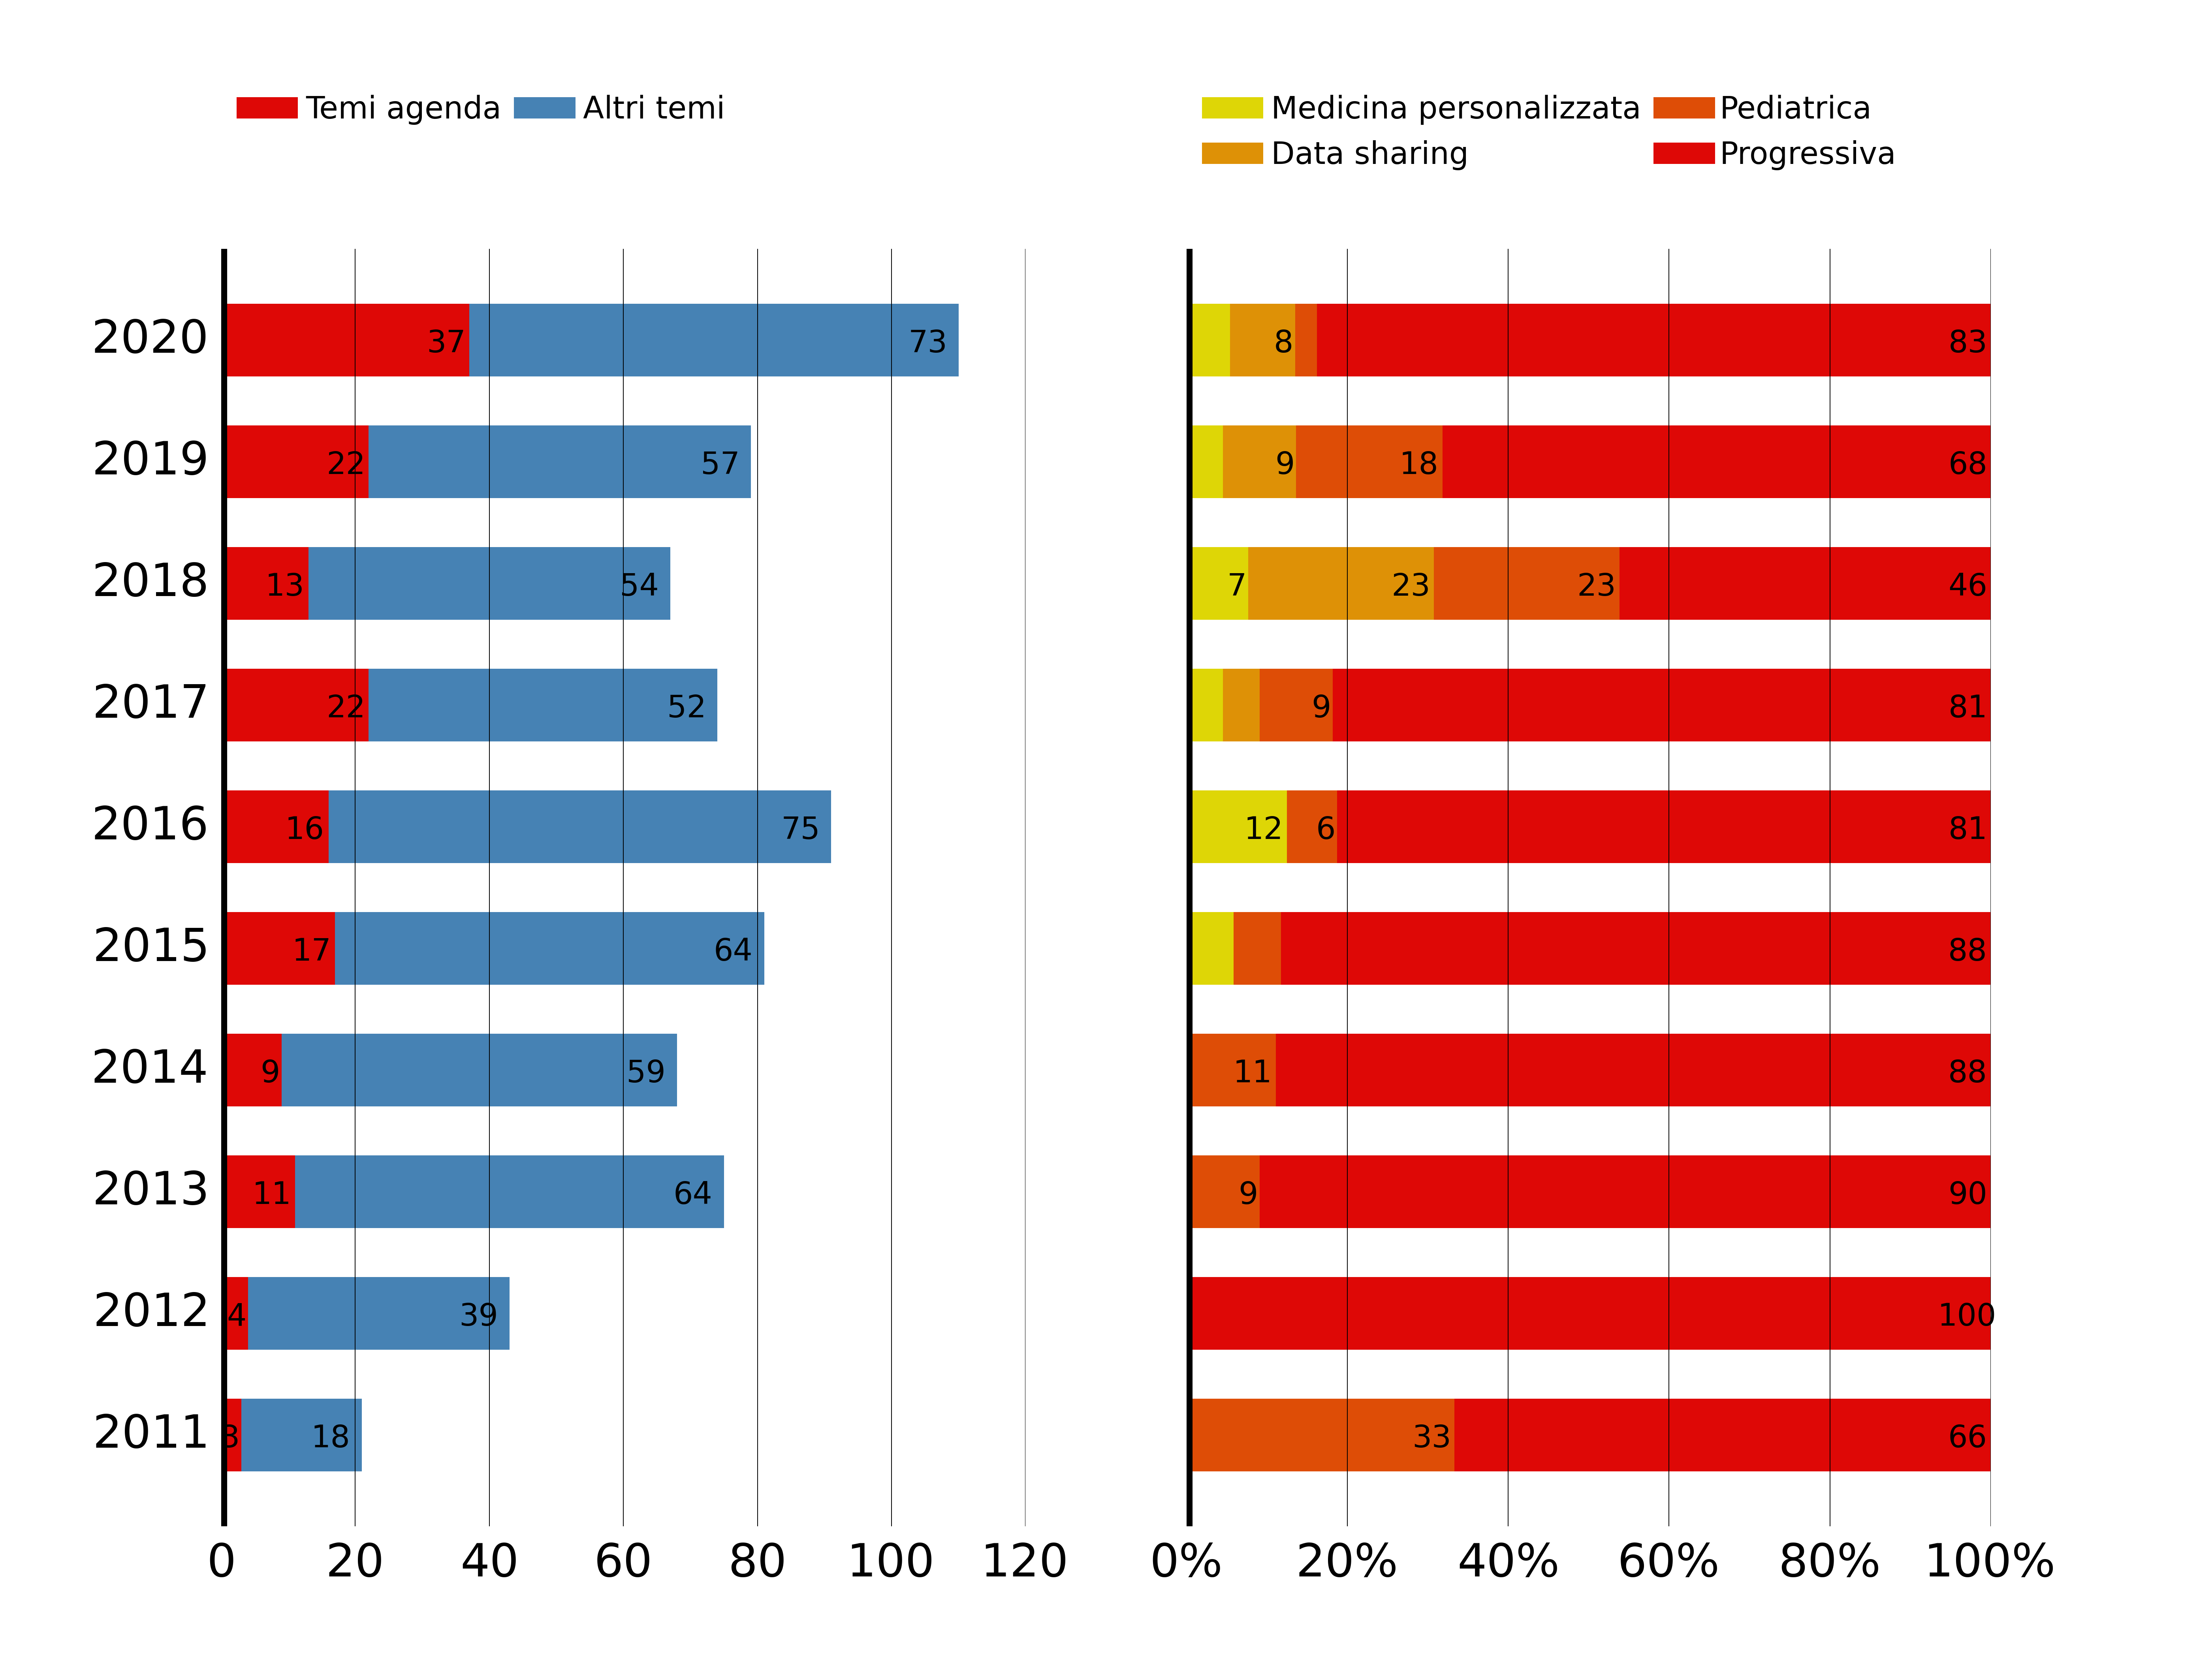 Temi agenda Altri temi Medicina personalizzata Pediatrica
Data sharing Progressiva
2020 37 73 8 83
2019 22 57 9 18 68
2018 13 54 7 23 23 46
2017 22 52 9 81
2016 16 75 12 6 81
2015 17 64 88
2014 9 59 11 88
2013 11 64 9 90
2012 4 39 100
2011 3 18 33 66
0 20 40 60 80 100 120 0% 20% 40% 60% 80% 100%